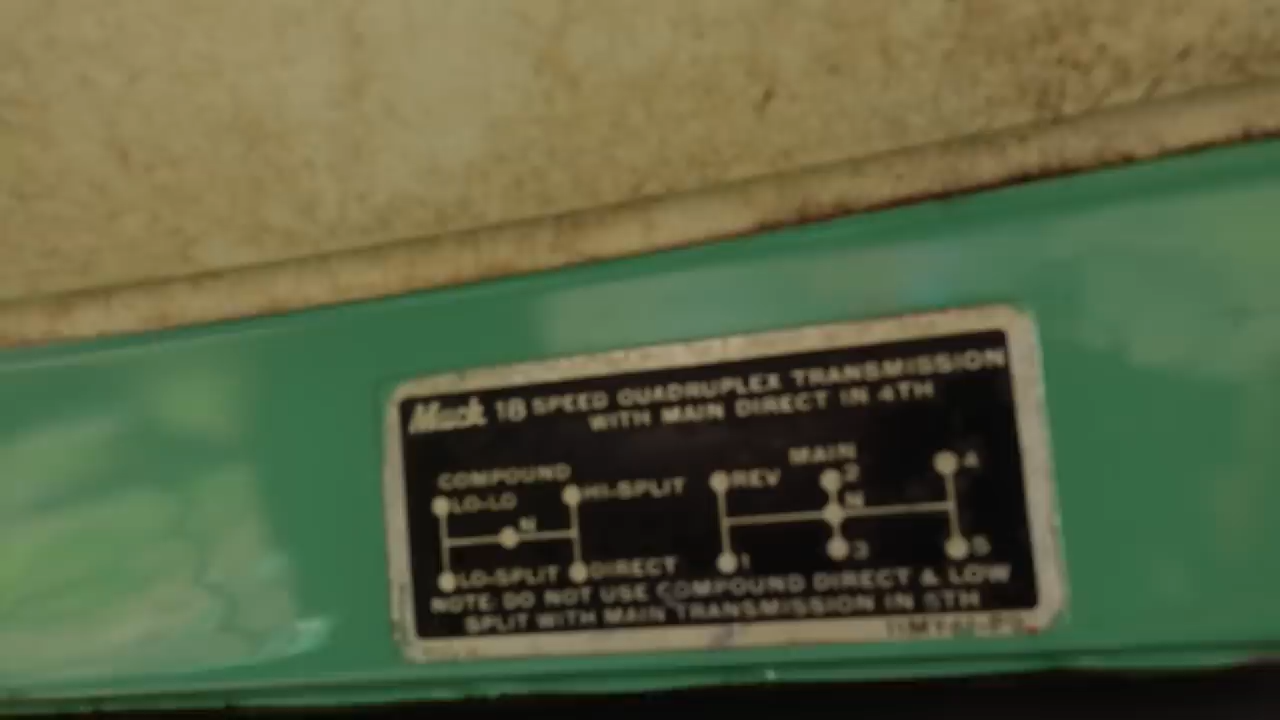 Mack 18 SPEED QUADRUPLEX TRANSMISSION
WITH MAIN DIRECT IN 4TH
COMPOUND
LO-LO
HI-SPLIT
N
LO-SPLIT
DIRECT
MAIN
REV
2
4
N
1
3
5
NOTE: DO NOT USE COMPOUND DIRECT & LOW
SPLIT WITH MAIN TRANSMISSION IN 5TH